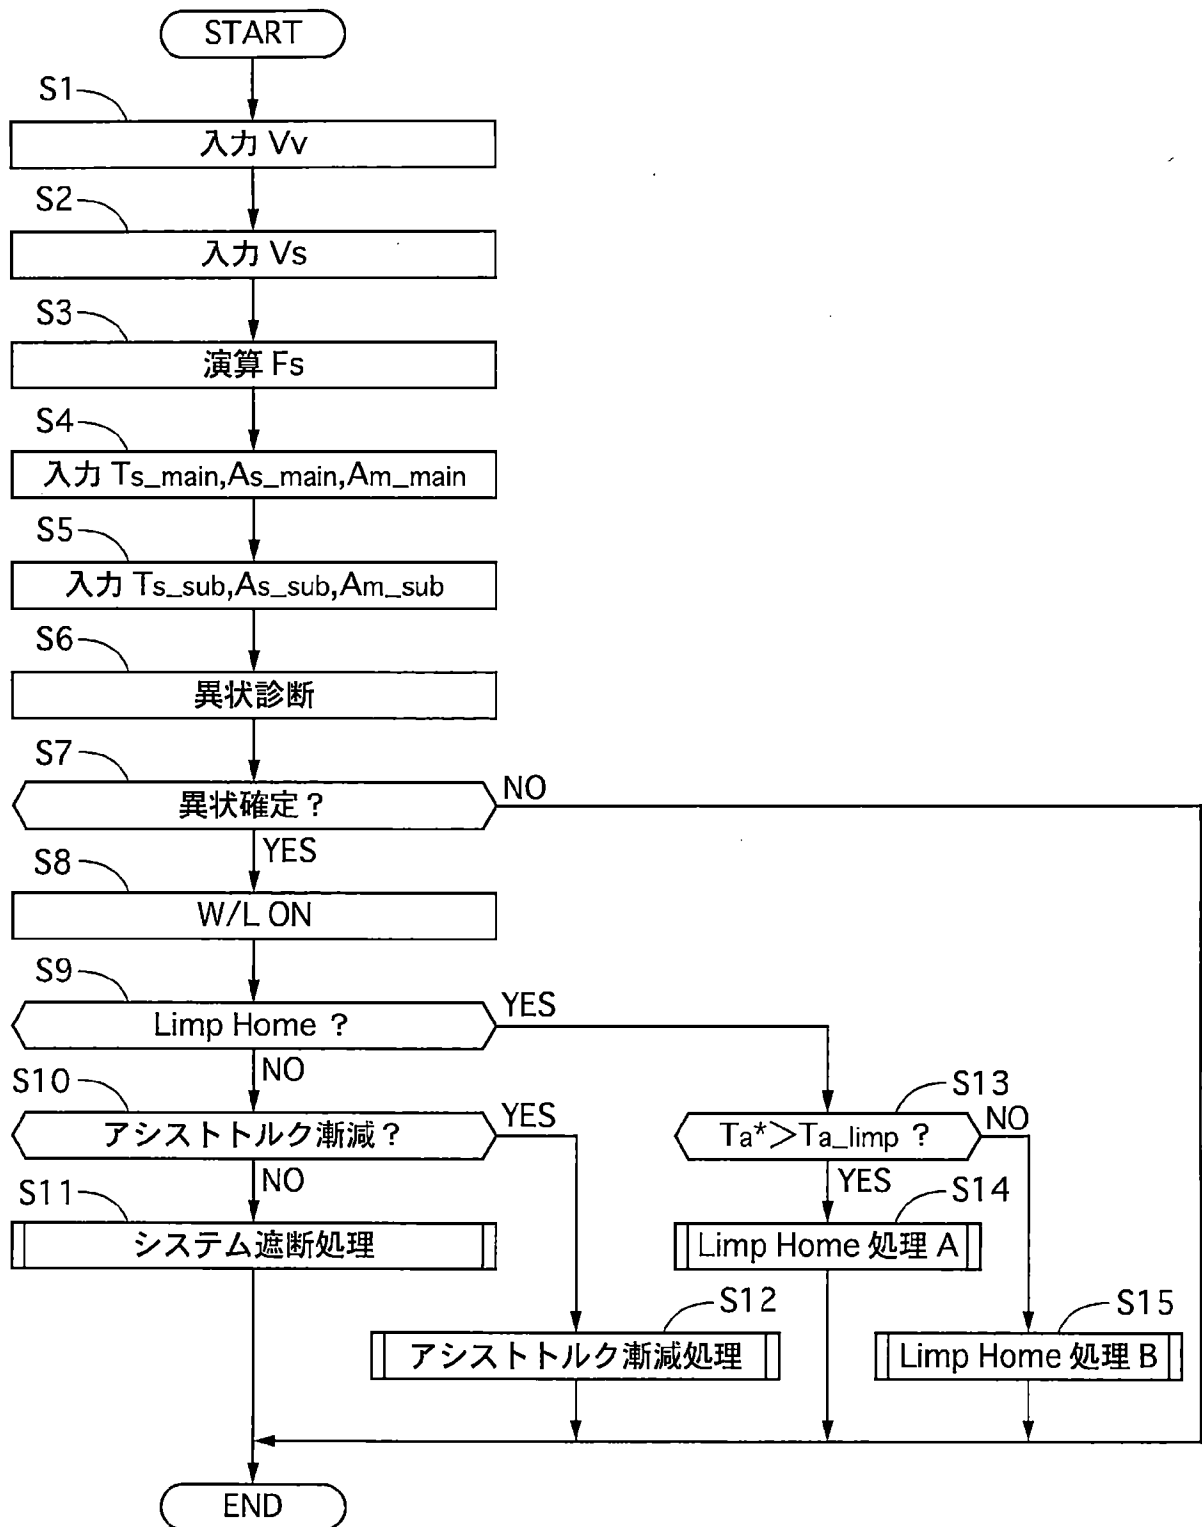 START
S1
入力 Vv
S2
入力 Vs
S3
演算 Fs
S4
入力 Ts_main,As_main,Am_main
S5
入力 Ts_sub,As_sub,Am_sub
S6
異状診断
S7
異状確定？
NO
YES
S8
W/L ON
S9
Limp Home ？
YES
NO
S10
アシストトルク漸減？
YES
NO
S13
Ta*＞Ta_limp ？
NO
YES
S11
システム遮断処理
S14
Limp Home 処理 A
S12
アシストトルク漸減処理
S15
Limp Home 処理 B
END